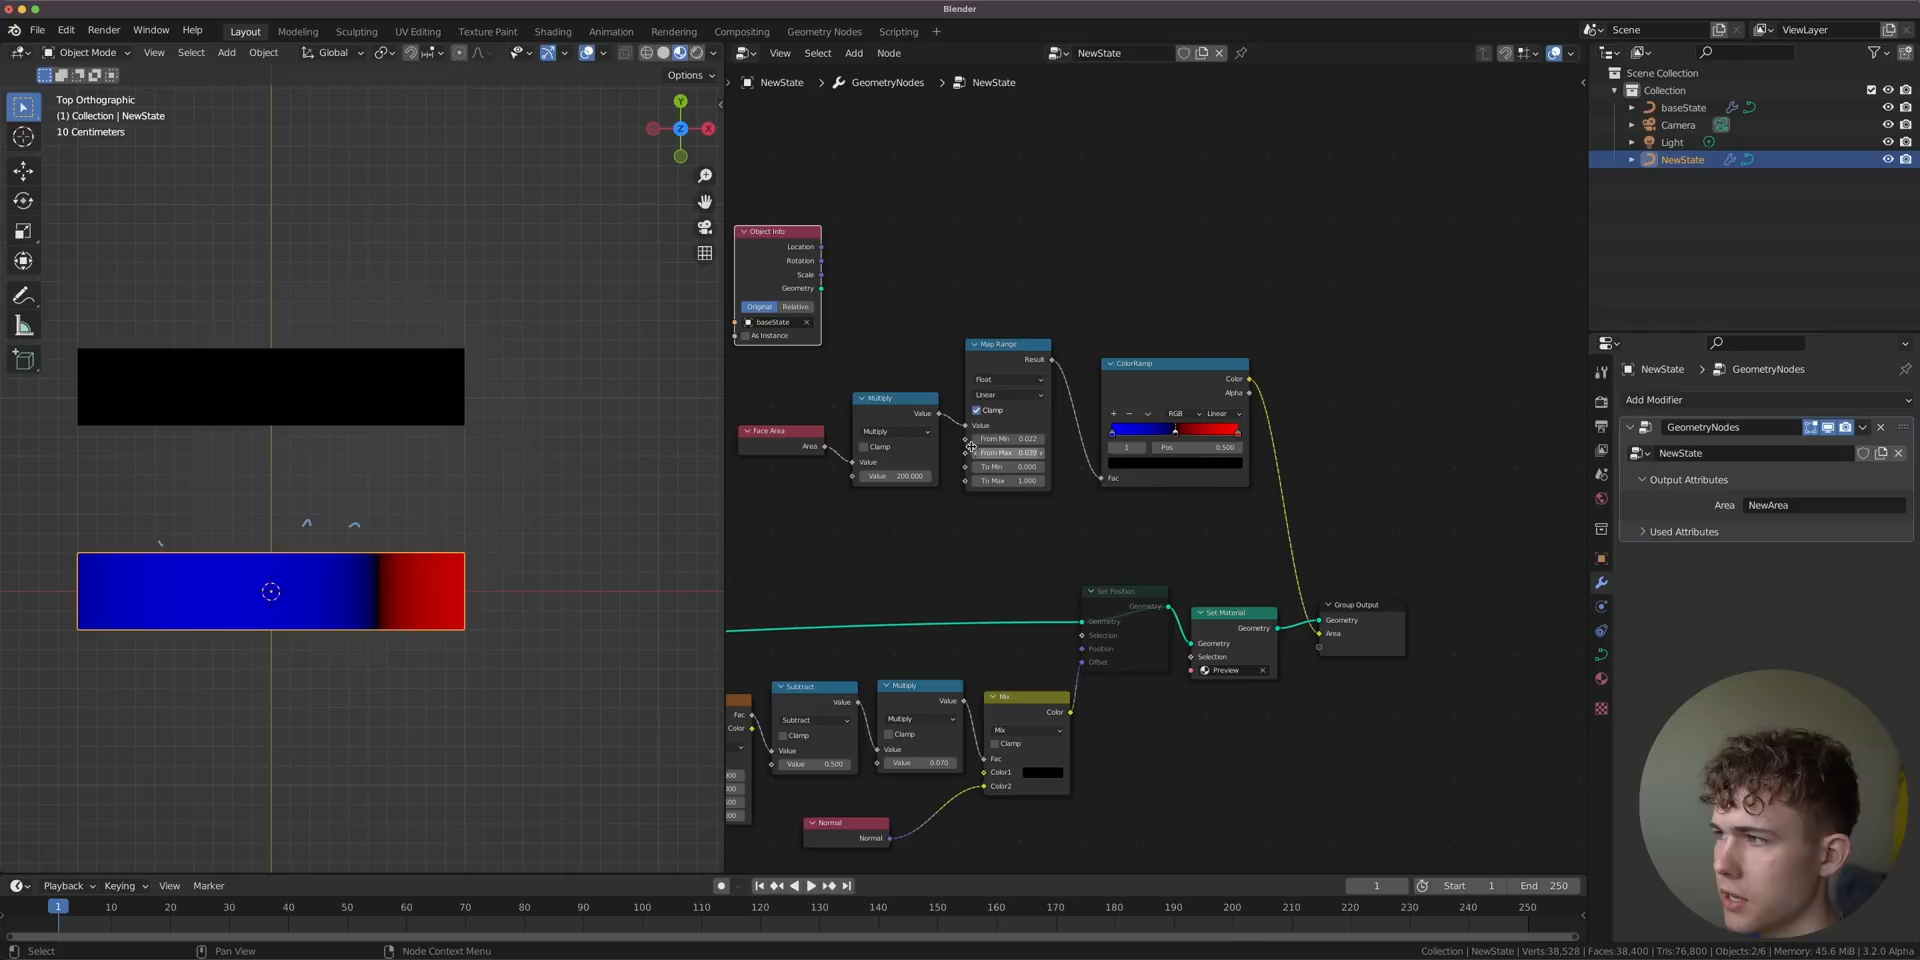 Blender
File Edit Render Window Help Layout Modeling Sculpting UV Editing Texture Paint Shading Animation Rendering Compositing Geometry Nodes Scripting + Scene ViewLayer
Object Mode View Select Add Object Global View Select Add Node NewState
Options
NewState GeometryNodes NewState
Top Orthographic
(1) Collection | NewState
10 Centimeters
Y
Z
X
Scene Collection
Collection
baseState
Camera
Light
NewState
Object Info
Location
Rotation
Scale
Geometry
Original Relative
baseState
As Instance
Face Area
Area
Multiply
Value
Multiply
Clamp
Value
Value 200.000
Map Range
Result
Float
Linear
Clamp
Value
From Min 0.022
From Max 0.039
To Min 0.000
To Max 1.000
ColorRamp
Color
Alpha
RGB Linear
1 Pos 0.500
Fac
Set Position
Geometry
Geometry
Selection
Position
Offset
Set Material
Geometry
Geometry
Selection
Preview
Group Output
Geometry
Area
Fac
Color
Subtract
Value
Subtract
Clamp
Value
Value 0.500
Multiply
Value
Multiply
Clamp
Value
Value 0.070
Mix
Color
Mix
Clamp
Fac
Color1
Color2
Normal
Normal
NewState GeometryNodes
Add Modifier
GeometryNodes
NewState
Output Attributes
Area NewArea
Used Attributes
Playback Keying View Marker 1 Start 1 End 250
1 10 20 30 40 50 60 70 80 90 100 110 120 130 140 150 160 170 180 190 200 210 220 230 240 250
Select Pan View Node Context Menu Collection | NewState | Verts:38,528 | Faces:38,400 | Tris:76,800 | Objects:2/6 | Memory: 45.6 MiB | 3.2.0 Alpha